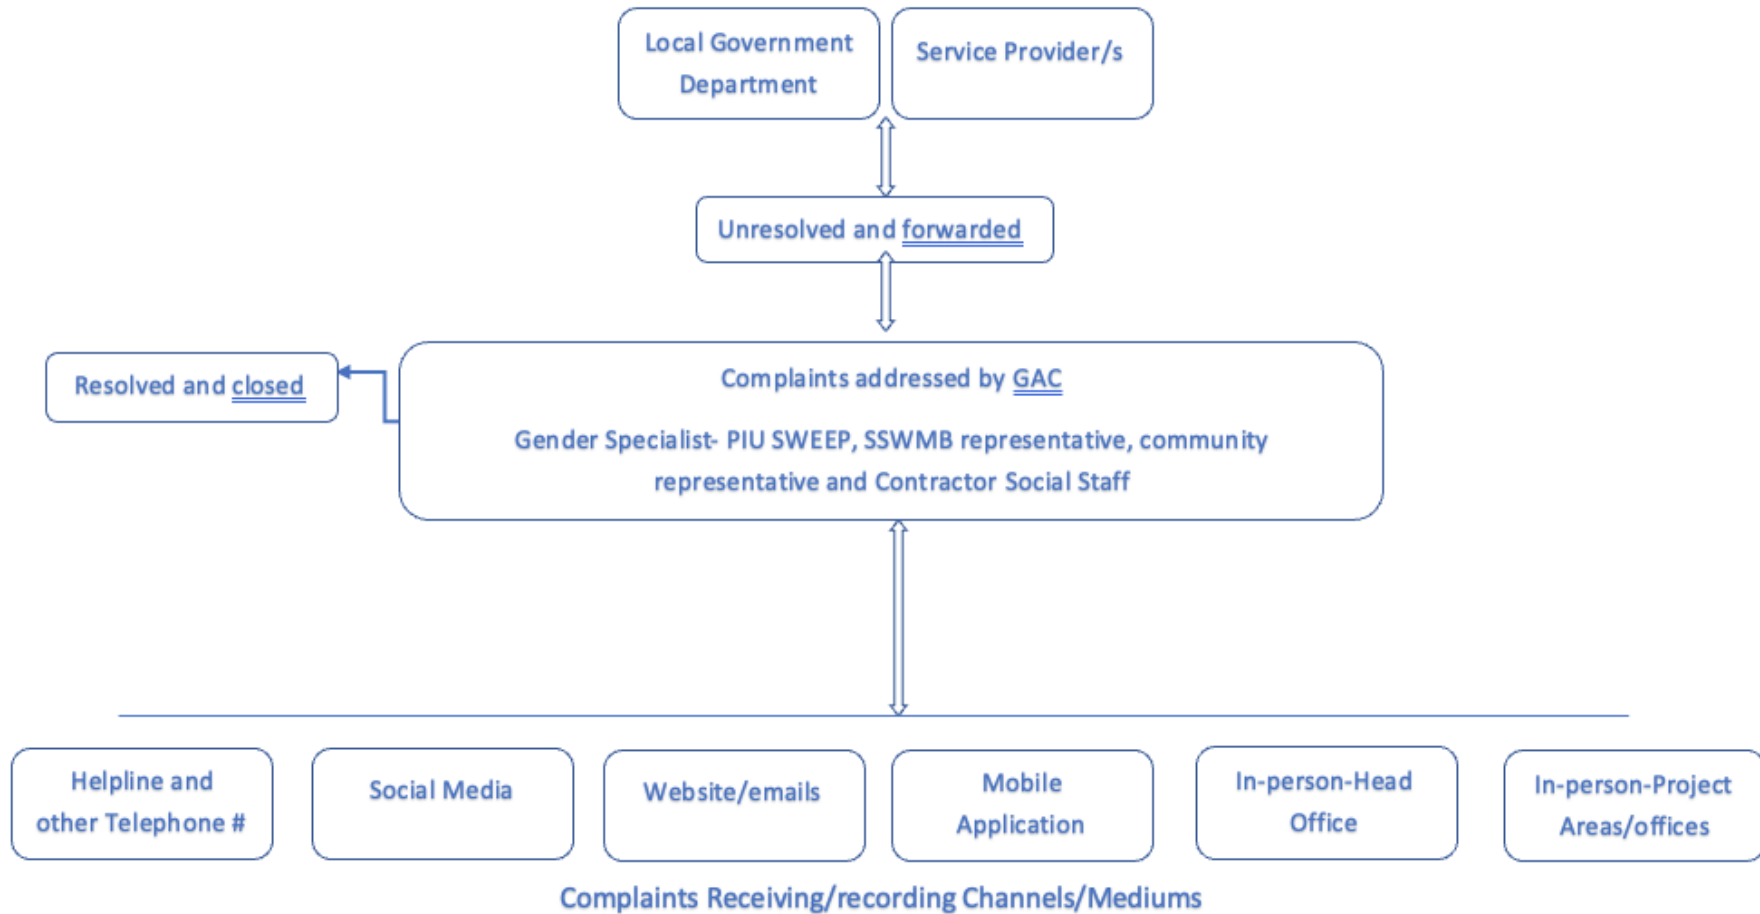 Local Government
Department
Service Provider/s
Unresolved and forwarded
Resolved and closed
Complaints addressed by GAC
Gender Specialist- PIU SWEEP, SSWMB representative, community
representative and Contractor Social Staff
Helpline and
other Telephone #
Social Media
Website/emails
Mobile
Application
In-person-Head
Office
In-person-Project
Areas/offices
Complaints Receiving/recording Channels/Mediums